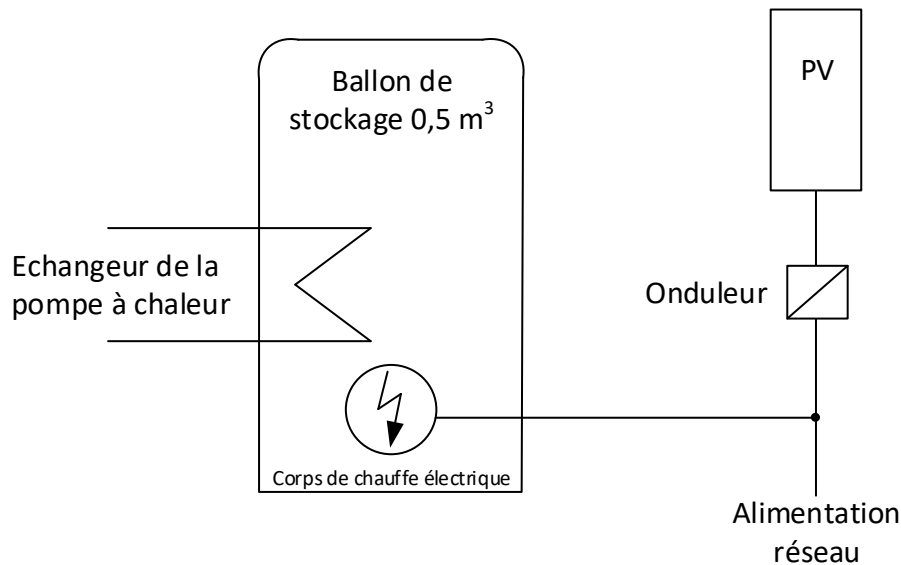 Ballon de
stockage 0,5 m³
PV
Echangeur de la
pompe à chaleur
Onduleur
Corps de chauffe électrique
Alimentation
réseau